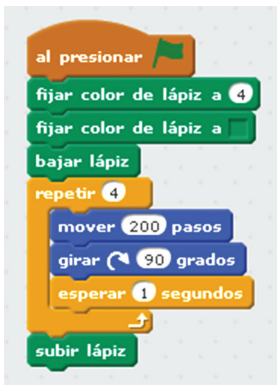 al presionar
fijar color de lápiz a 4
fijar color de lápiz a
bajar lápiz
repetir 4
mover 200 pasos
girar 90 grados
esperar 1 segundos
subir lápiz